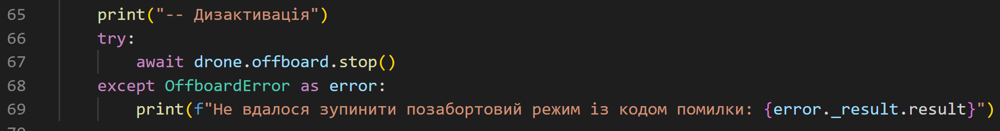 65 print("-- Дизактивація")
66 try:
67 await drone.offboard.stop()
68 except OffboardError as error:
69 print(f"Не вдалося зупинити позабортовий режим із кодом помилки: {error._result.result}")